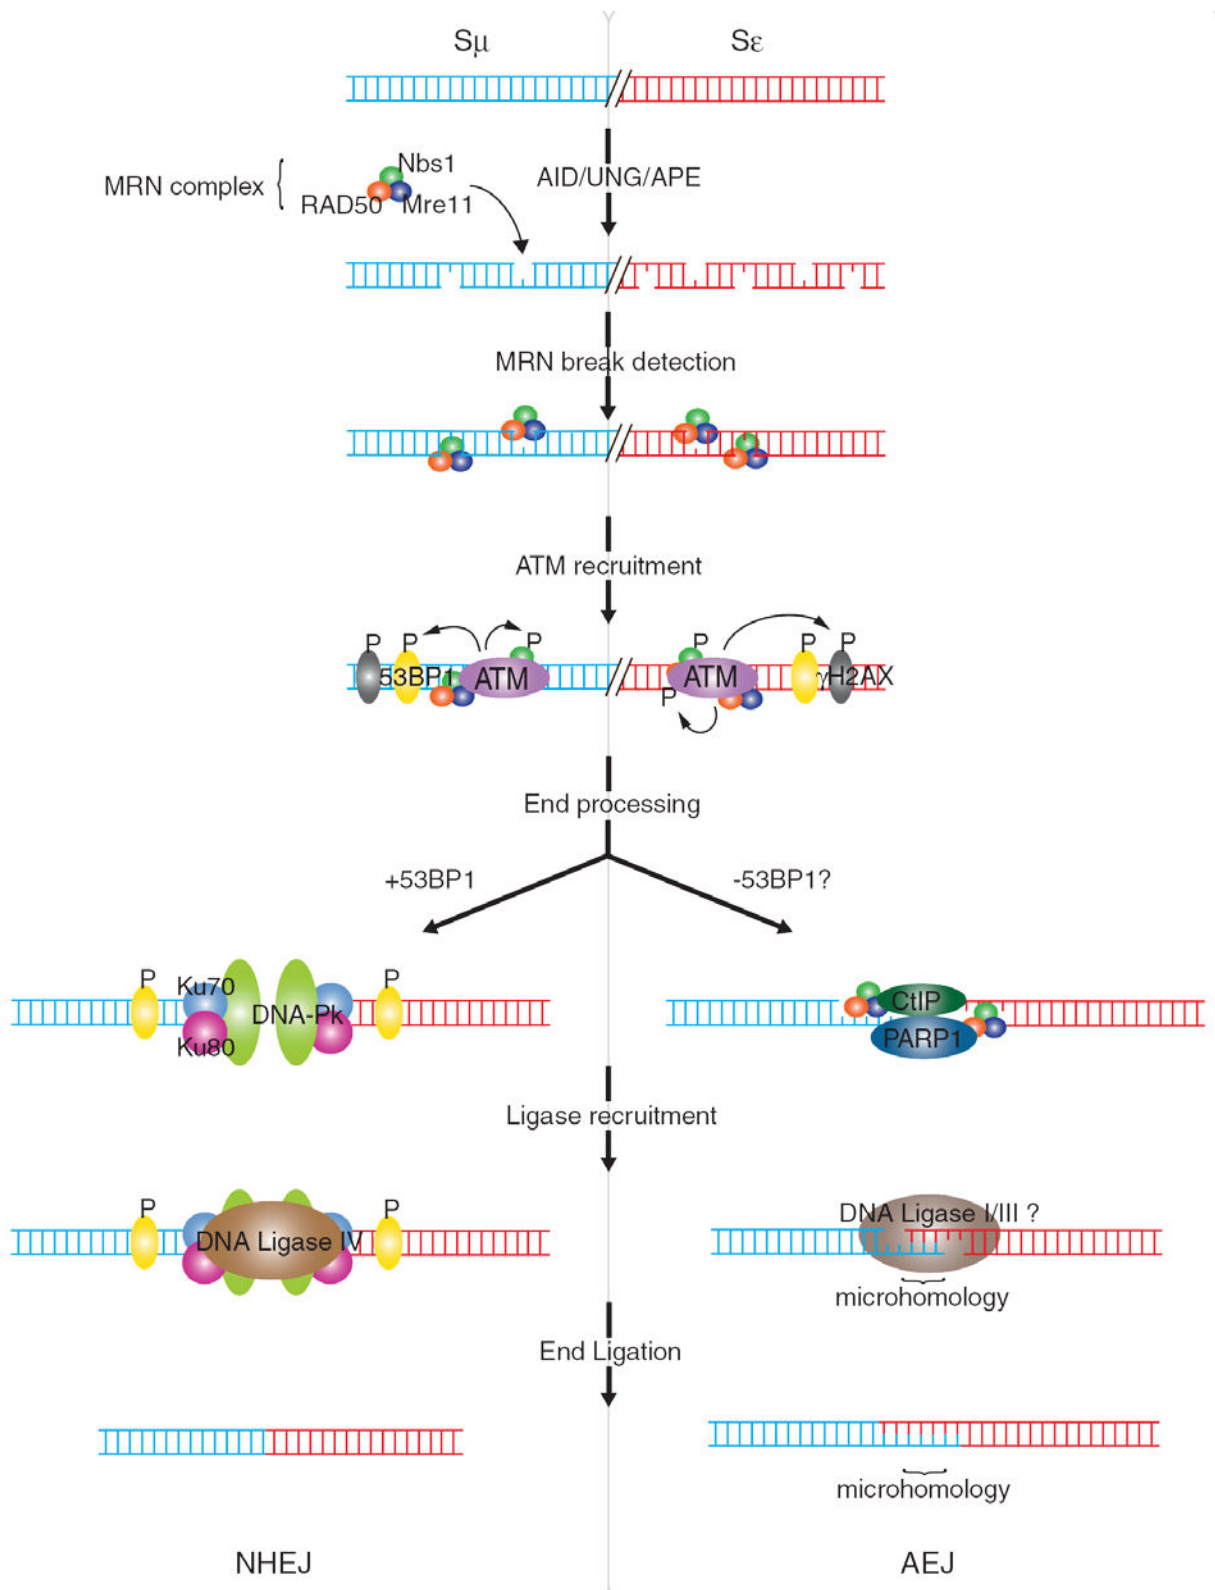 Sμ Sε
Nbs1
MRN complex {
RAD50 Mre11
AID/UNG/APE
MRN break detection
ATM recruitment
P P P P P
53BP1 ATM ATM γH2AX
P
End processing
+53BP1 -53BP1?
P Ku70 P
DNA-Pk
Ku80
CtIP
PARP1
Ligase recruitment
P P
DNA Ligase IV
DNA Ligase I/III ?
microhomology
End Ligation
microhomology
NHEJ AEJ